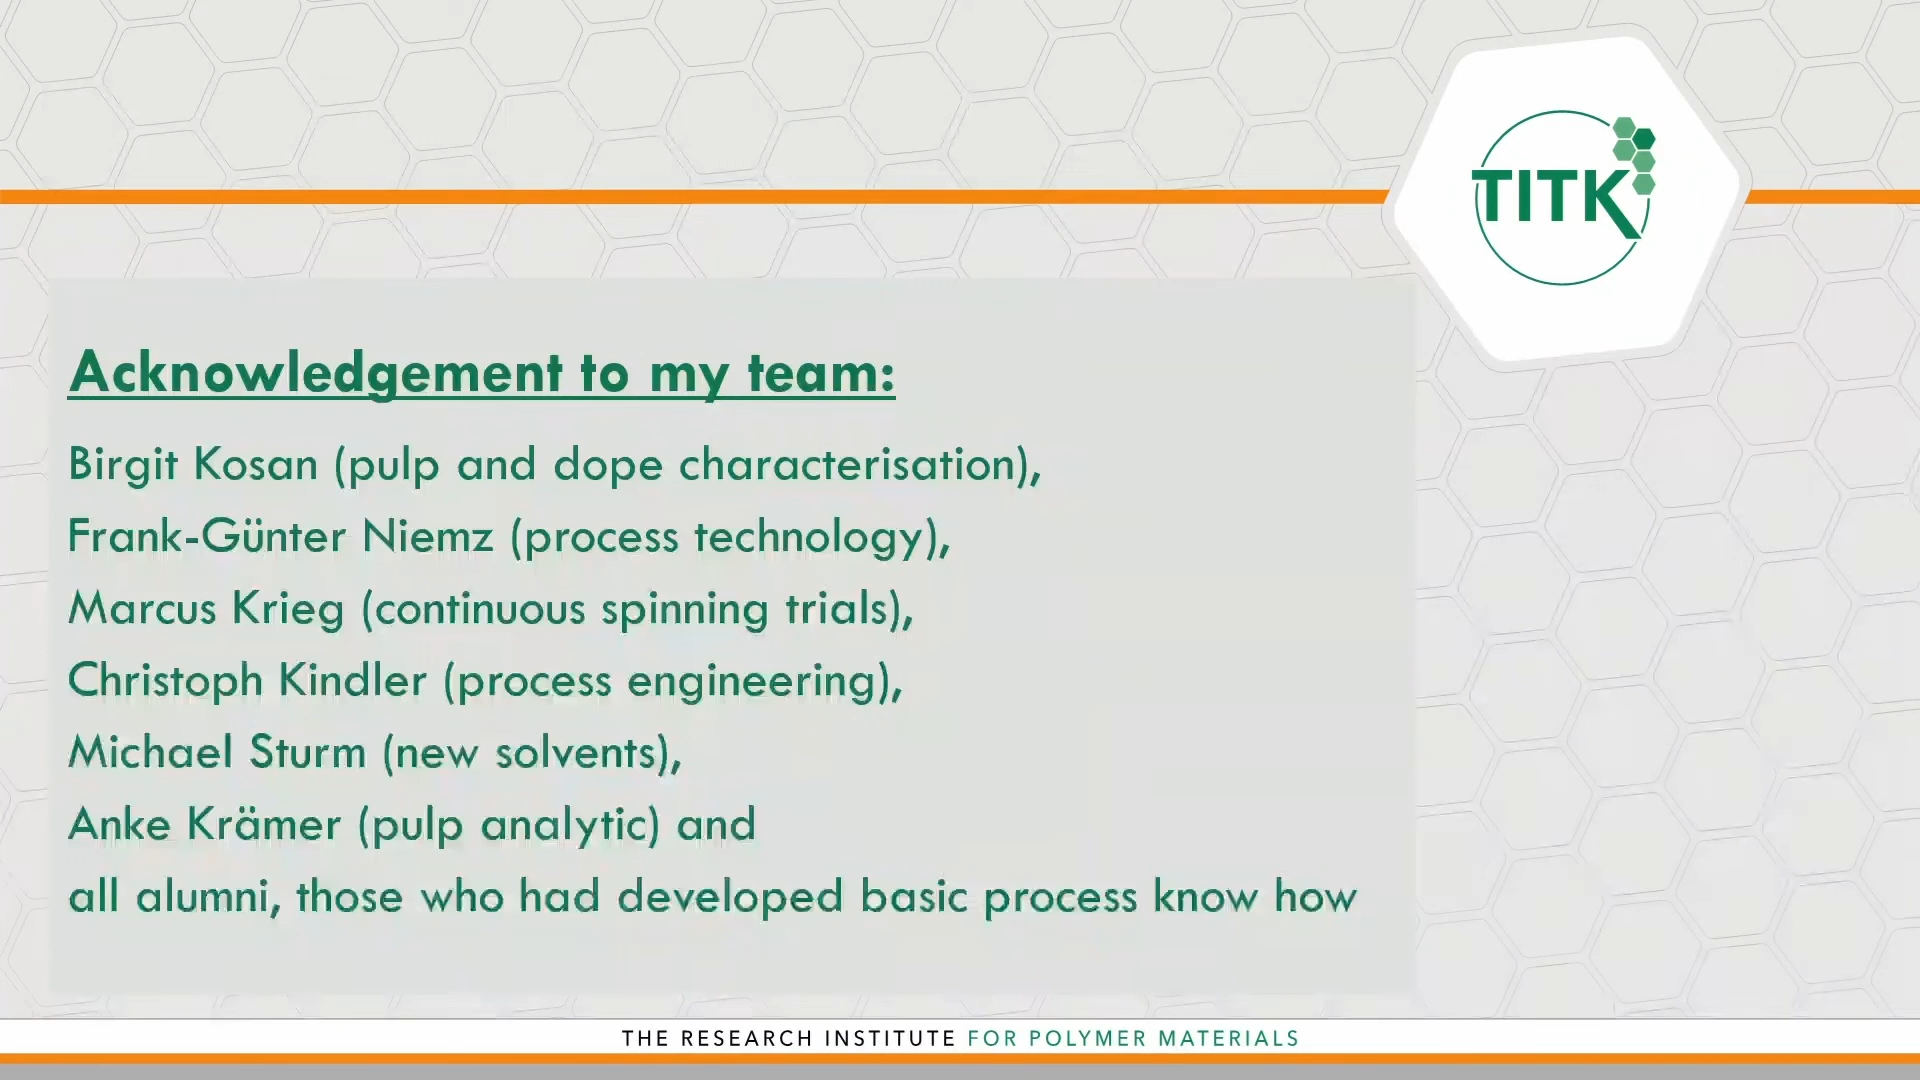 TITK
Acknowledgement to my team:
Birgit Kosan (pulp and dope characterisation),
Frank-Günter Niemz (process technology),
Marcus Krieg (continuous spinning trials),
Christoph Kindler (process engineering),
Michael Sturm (new solvents),
Anke Krämer (pulp analytic) and
all alumni, those who had developed basic process know how
THE RESEARCH INSTITUTE FOR POLYMER MATERIALS